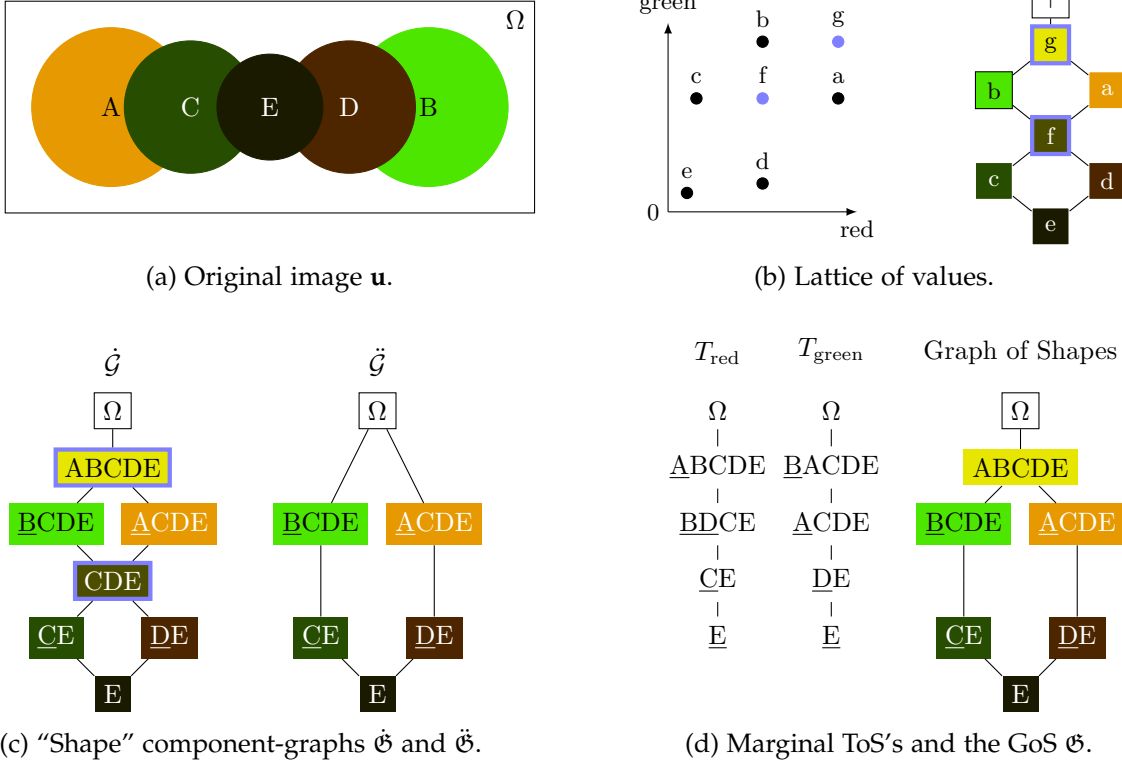 Ω
A C E D B
(a) Original image u.
green
b g
c f a
e d
0
red
g
b a
f
c d
e
(b) Lattice of values.
𝒢̇ 𝒢̈
Ω Ω
ABCDE
BCDE ACDE BCDE ACDE
CDE
CE DE CE DE
E E
(c) “Shape” component-graphs 𝔊̇ and 𝔊̈.
T_red T_green Graph of Shapes
Ω Ω Ω
ABCDE BACDE ABCDE
BDCE ACDE BCDE ACDE
CE DE CE DE
E E E
(d) Marginal ToS's and the GoS 𝔊.